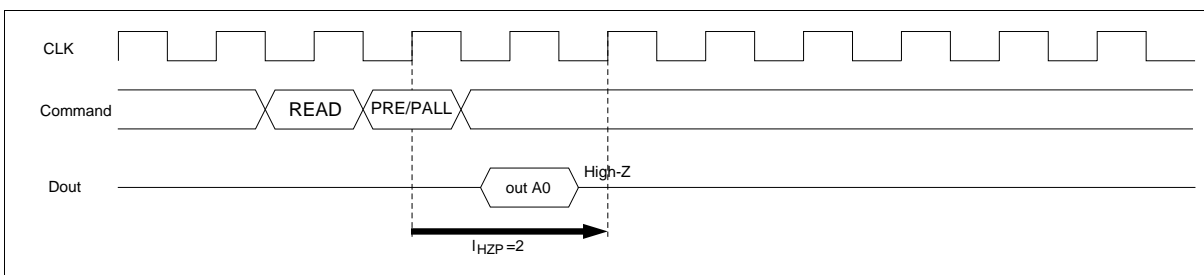 CLK
Command READ PRE/PALL
High-Z
Dout out A0
lHZP =2